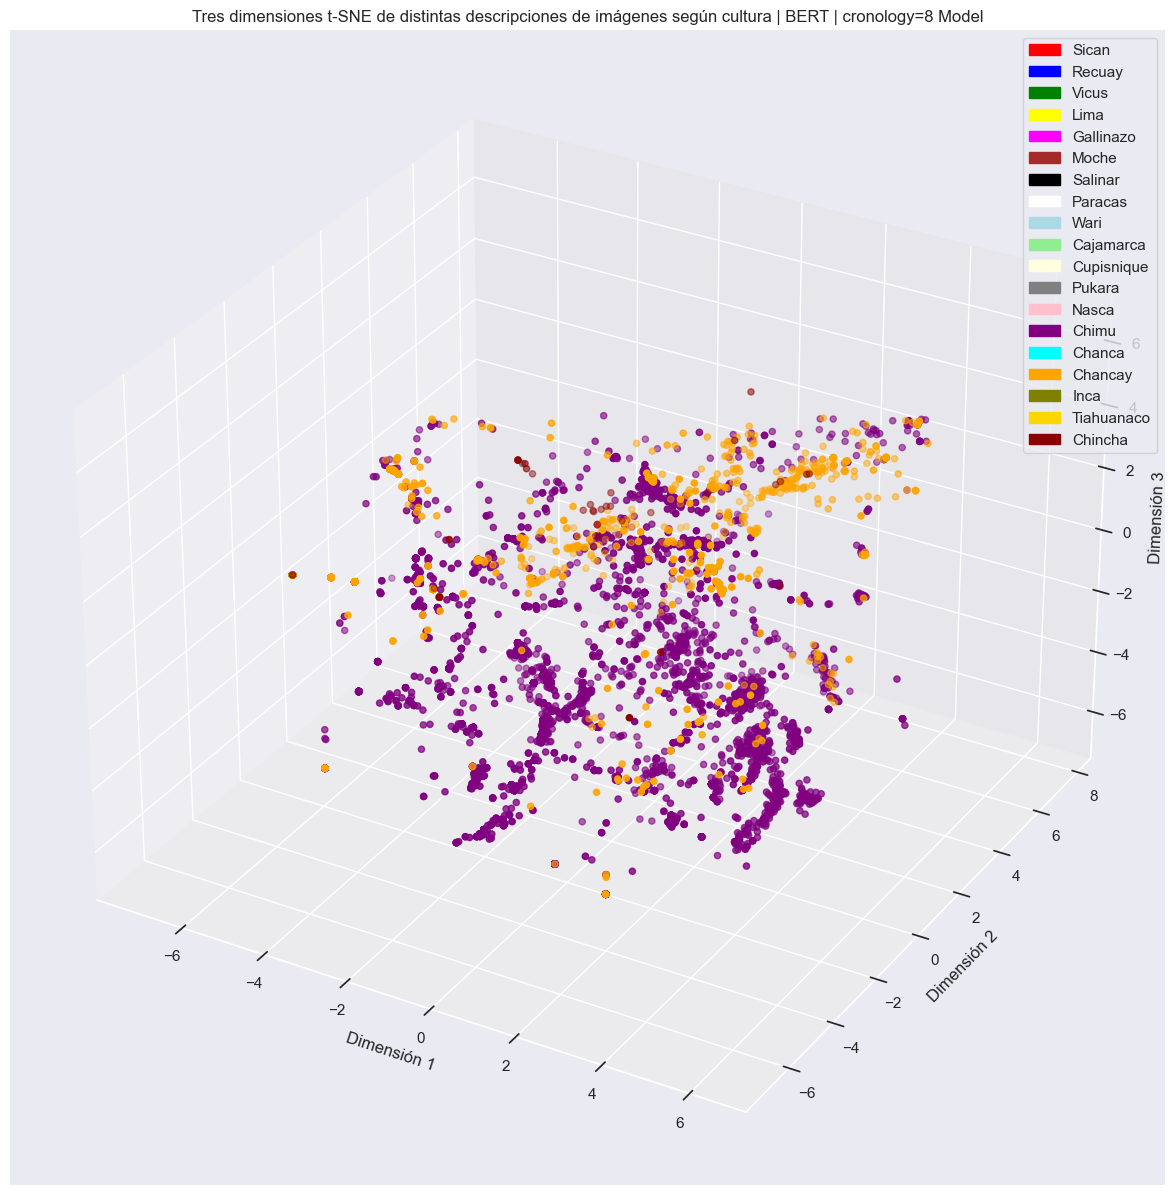 Tres dimensiones t-SNE de distintas descripciones de imágenes según cultura | BERT | cronology=8 Model
Sican
Recuay
Vicus
Lima
Gallinazo
Moche
Salinar
Paracas
Wari
Cajamarca
Cupisnique
Pukara
Nasca
Chimu
Chanca
Chancay
Inca
Tiahuanaco
Chincha
6
4
2
0
−2
−4
−6
Dimensión 3
8
6
4
2
0
−2
−4
−6
Dimensión 2
−6
−4
−2
0
2
4
6
Dimensión 1